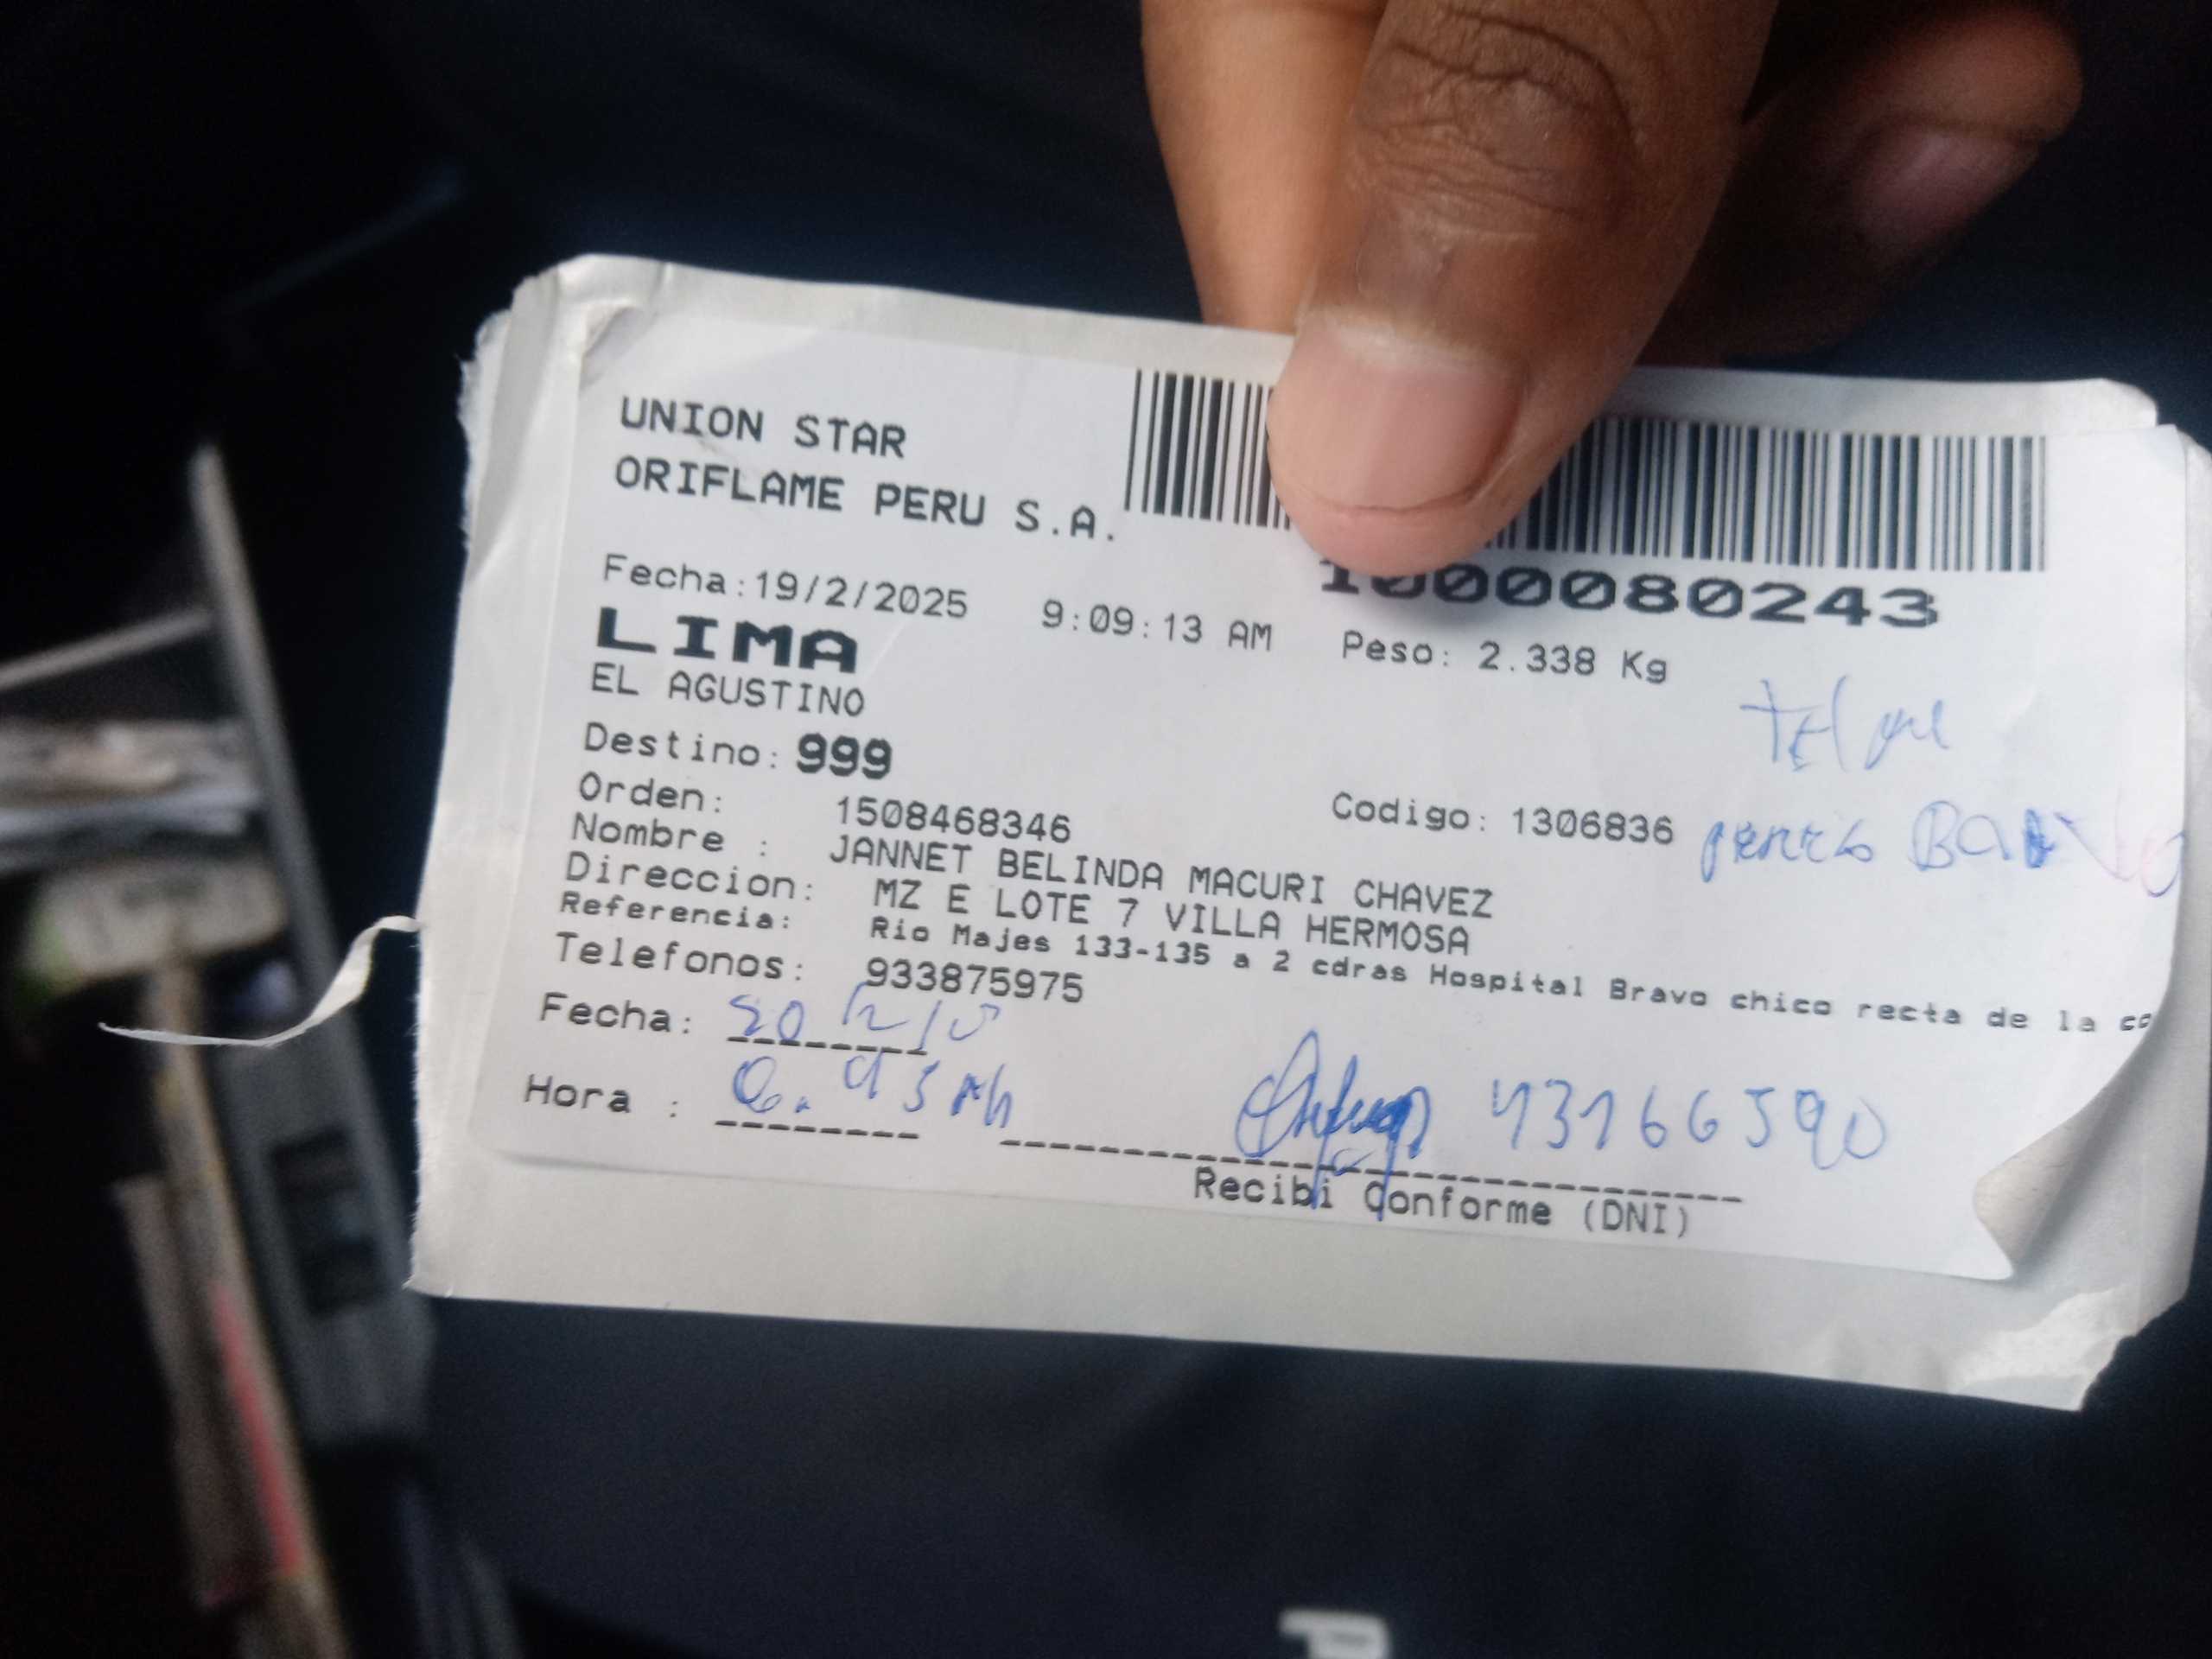 UNION STAR
ORIFLAME PERU S.A.
1000080243
Fecha:19/2/2025 9:09:13 AM Peso: 2.338 Kg
LIMA
EL AGUSTINO
Destino: 999
Orden: 1508468346 Codigo: 1306836
Nombre : JANNET BELINDA MACURI CHAVEZ
Direccion: MZ E LOTE 7 VILLA HERMOSA
Referencia: Rio Majes 133-135 a 2 cdras Hospital Bravo chico recta de la co
Telefonos: 933875975
Fecha:
Hora :
43166590
Recibi Conforme (DNI)